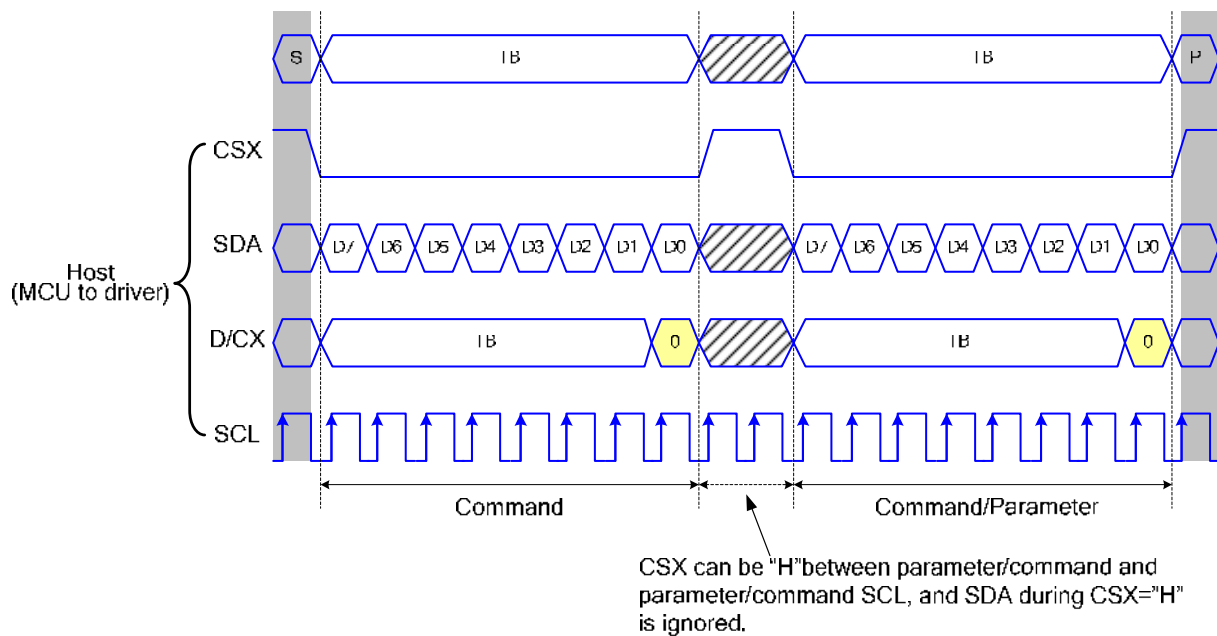 S TB TB P
CSX
SDA D7 D6 D5 D4 D3 D2 D1 D0 D7 D6 D5 D4 D3 D2 D1 D0
Host
(MCU to driver)
D/CX TB 0 TB 0
SCL
Command Command/Parameter
CSX can be "H"between parameter/command and
parameter/command SCL, and SDA during CSX="H"
is ignored.